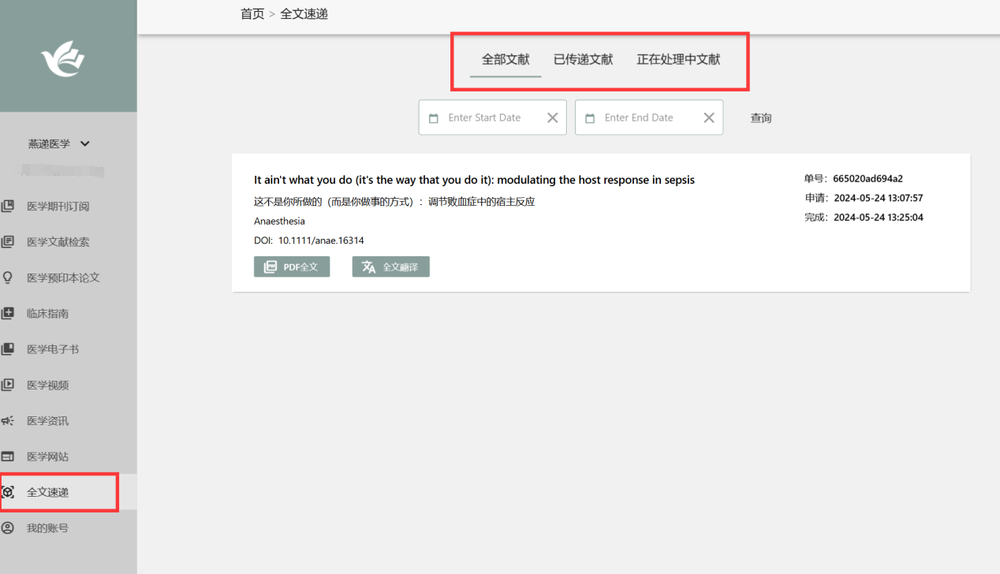 首页 > 全文速递
全部文献 已传递文献 正在处理中文献
Enter Start Date Enter End Date 查询
燕递医学
医学期刊订阅
医学文献检索
医学预印本论文
临床指南
医学电子书
医学视频
医学资讯
医学网站
全文速递
我的账号
It ain't what you do (it's the way that you do it): modulating the host response in sepsis
这不是你所做的（而是你做事的方式）：调节败血症中的宿主反应
Anaesthesia
DOI: 10.1111/anae.16314
PDF全文 全文翻译
单号：665020ad694a2
申请：2024-05-24 13:07:57
完成：2024-05-24 13:25:04